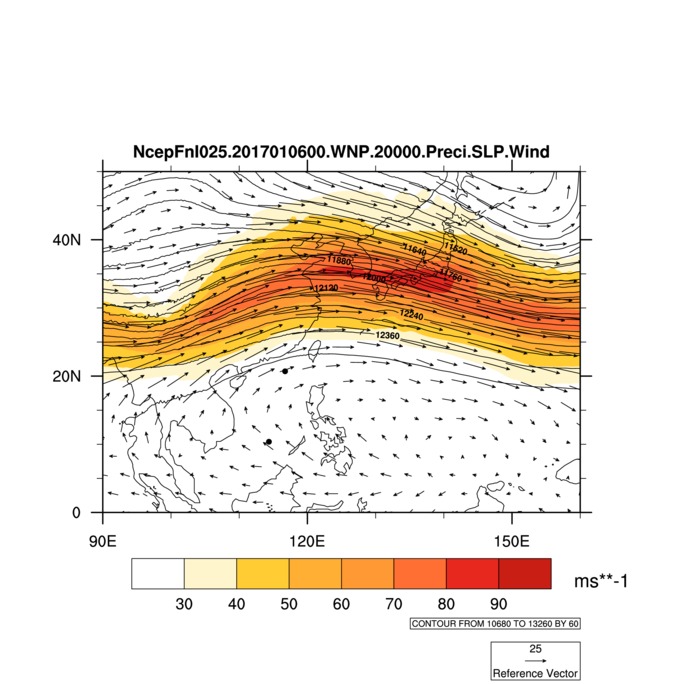 NcepFnl025.2017010600.WNP.20000.Preci.SLP.Wind
40N
20N
0
11640
11520
11880
11760
12000
12120
12240
12360
90E
120E
150E
30
40
50
60
70
80
90
ms**-1
CONTOUR FROM 10680 TO 13260 BY 60
25
Reference Vector